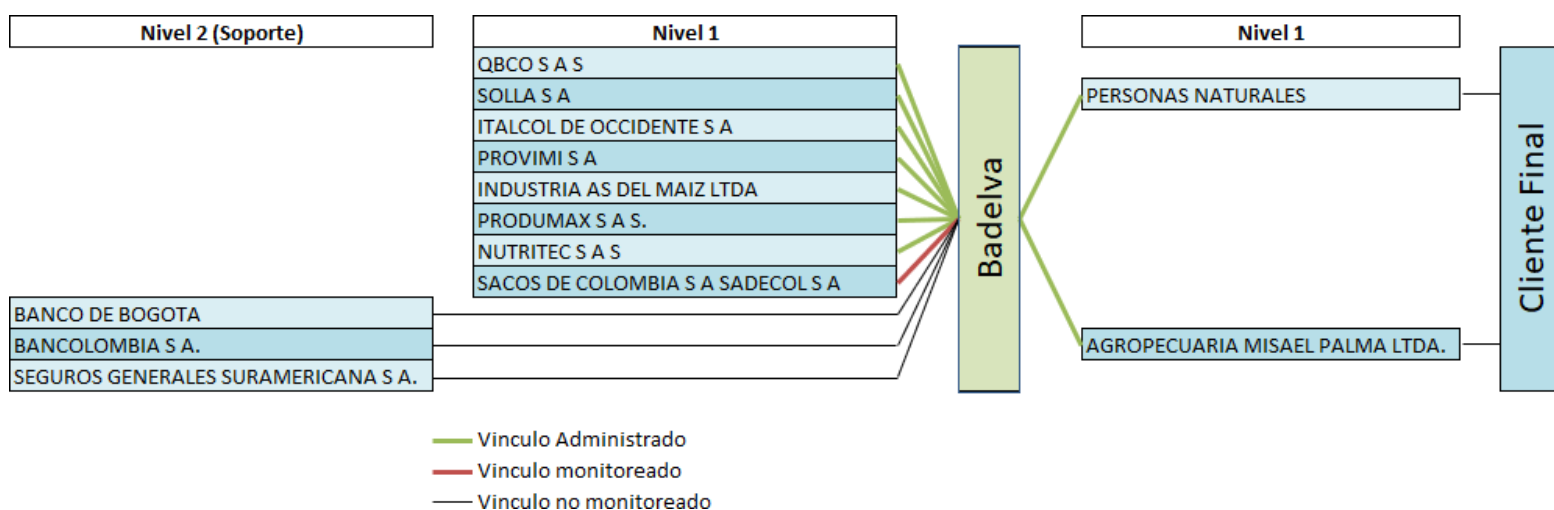 Nivel 2 (Soporte)
Nivel 1
Nivel 1
QBCO S A S
SOLLA S A
ITALCOL DE OCCIDENTE S A
PROVIMI S A
INDUSTRIA AS DEL MAIZ LTDA
PRODUMAX S A S.
NUTRITEC S A S
SACOS DE COLOMBIA S A SADECOL S A
BANCO DE BOGOTA
BANCOLOMBIA S A.
SEGUROS GENERALES SURAMERICANA S A.
Badelva
PERSONAS NATURALES
AGROPECUARIA MISAEL PALMA LTDA.
Cliente Final
Vinculo Administrado
Vinculo monitoreado
Vinculo no monitoreado